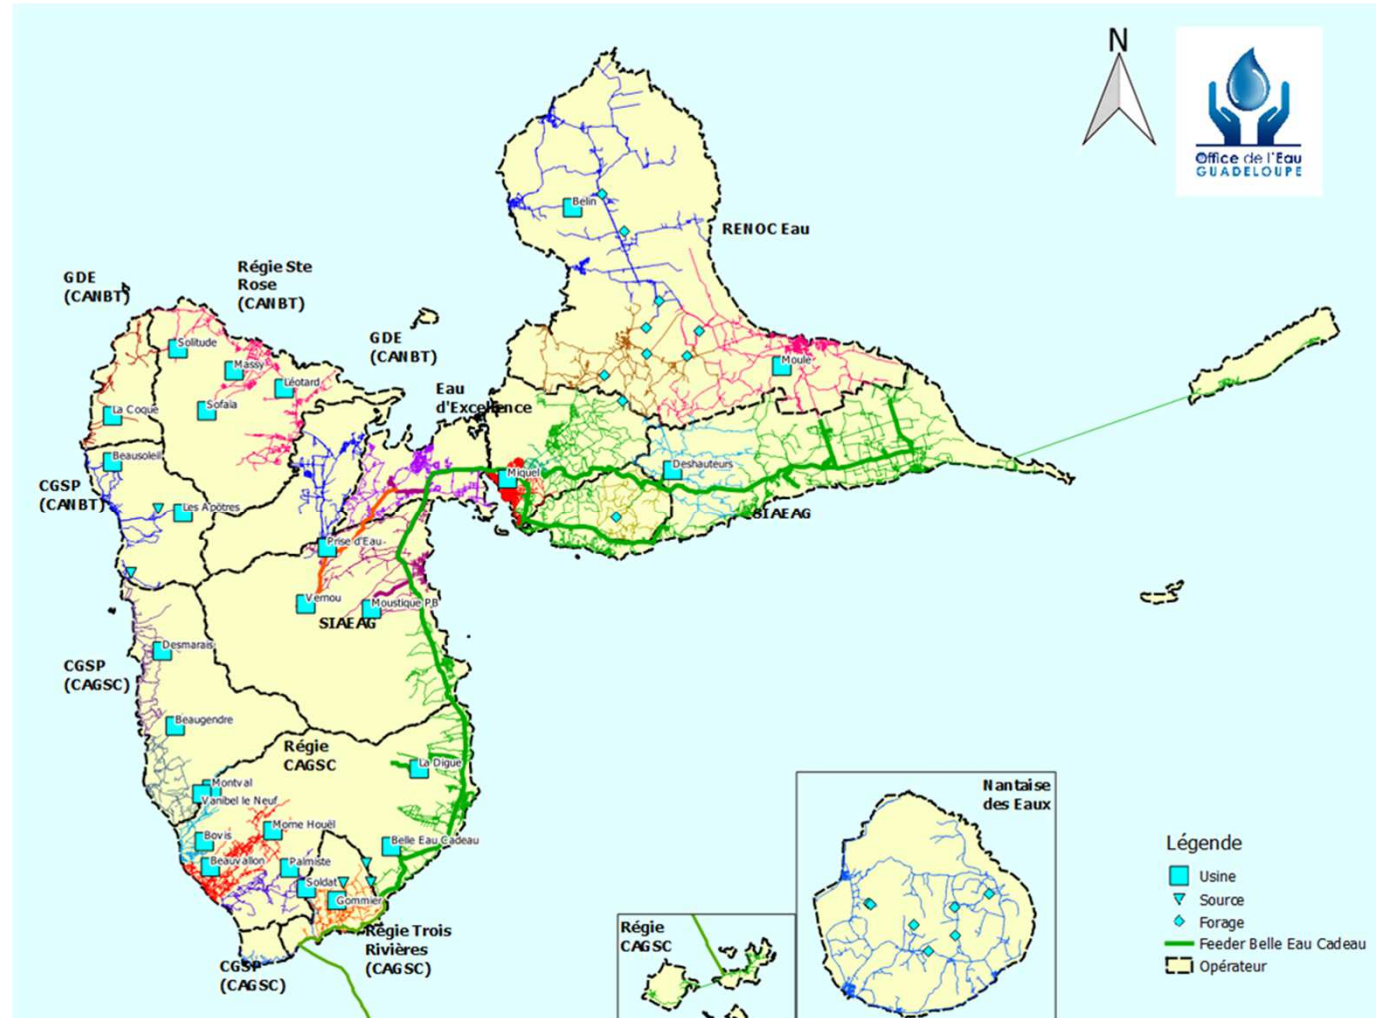 N
Office de l'Eau
GUADELOUPE
Belin
RENOC Eau
GDE
(CANBT)
Régie Ste
Rose
(CANBT)
GDE
(CANBT)
Solitude
Massy
Léotard
Moule
Eau
d'Excellence
La Coque
Sofaia
Beausoleil
Miquel
Deshauteurs
CGSP
(CANBT)
Les Apôtres
SIAEAG
Prise d'Eau
Vernou
Moustique PB
SIAEAG
Desmarais
CGSP
(CAGSC)
Beaugendre
Régie
CAGSC
La Digue
Montval
Vanibel le Neuf
Bovis
Morne Houël
Belle Eau Cadeau
Beauvallon
Palmiste
Soldat
Gommier
Régie Trois
Rivières
(CAGSC)
CGSP
(CAGSC)
Régie
CAGSC
Nantaise
des Eaux
Légende
Usine
Source
Forage
Feeder Belle Eau Cadeau
Opérateur